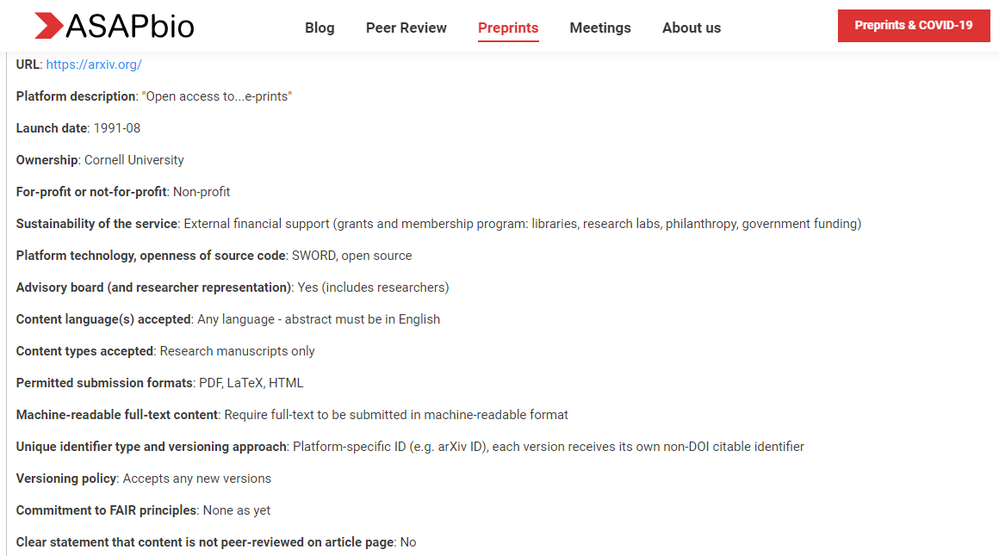 ASAPbio
Blog Peer Review Preprints Meetings About us
Preprints & COVID-19
URL: https://arxiv.org/
Platform description: "Open access to...e-prints"
Launch date: 1991-08
Ownership: Cornell University
For-profit or not-for-profit: Non-profit
Sustainability of the service: External financial support (grants and membership program: libraries, research labs, philanthropy, government funding)
Platform technology, openness of source code: SWORD, open source
Advisory board (and researcher representation): Yes (includes researchers)
Content language(s) accepted: Any language - abstract must be in English
Content types accepted: Research manuscripts only
Permitted submission formats: PDF, LaTeX, HTML
Machine-readable full-text content: Require full-text to be submitted in machine-readable format
Unique identifier type and versioning approach: Platform-specific ID (e.g. arXiv ID), each version receives its own non-DOI citable identifier
Versioning policy: Accepts any new versions
Commitment to FAIR principles: None as yet
Clear statement that content is not peer-reviewed on article page: No